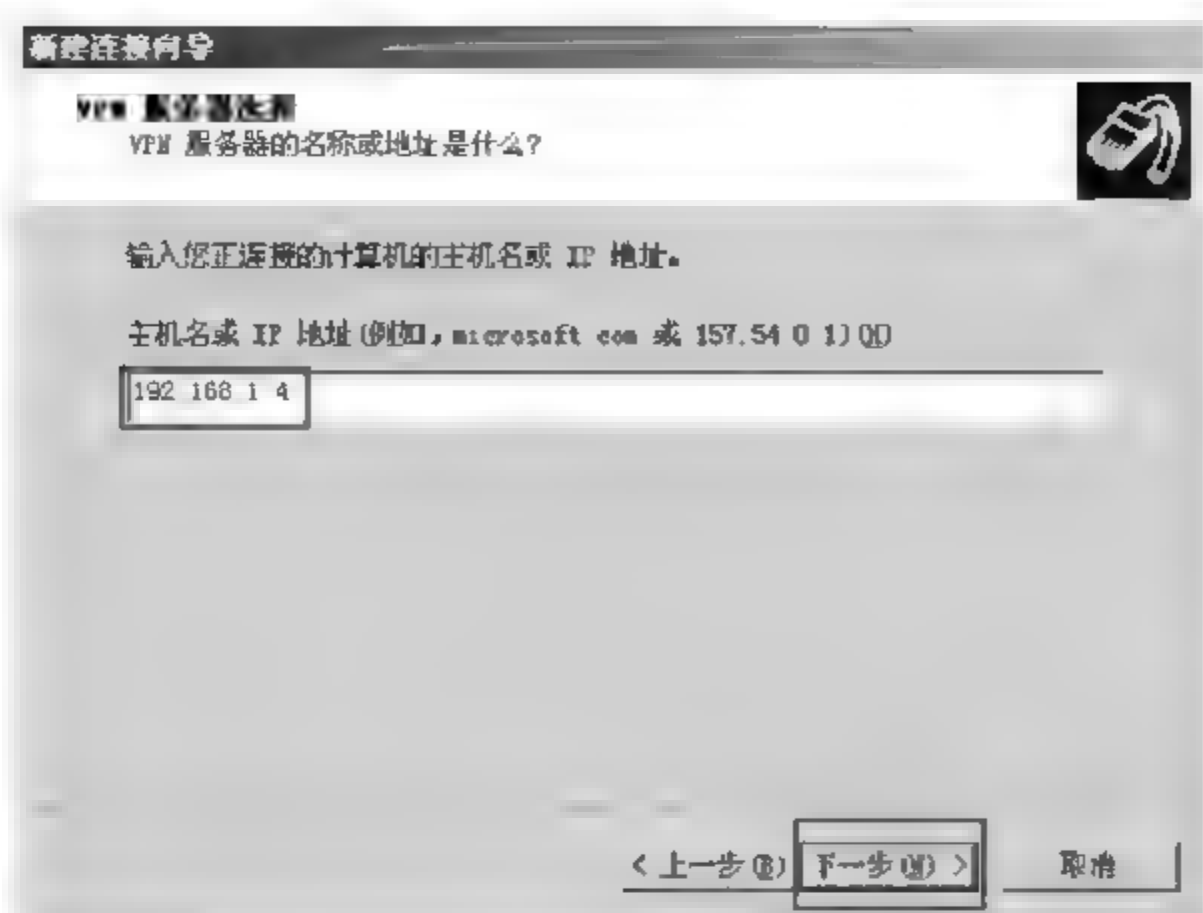 新建连接向导
VPN 服务器选择
VPN 服务器的名称或地址是什么?
输入您正连接的计算机的主机名或 IP 地址。
主机名或 IP 地址(例如，microsoft com 或 157.54 0 1)(H)
192 168 1 4
< 上一步(B) 下一步(N) > 取消